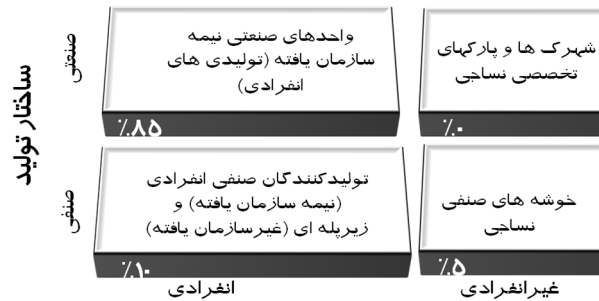 شهرک ها و پارکهای
تخصصی نساجی
٪۰
واحدهای صنعتی نیمه
سازمان یافته (تولیدی های
انفرادی)
٪۸۵
صنعتی
ساختار تولید
خوشه های صنفی
نساجی
٪۵
تولیدکنندگان صنفی انفرادی
(نیمه سازمان یافته) و
زیرپله ای (غیرسازمان یافته)
٪۱۰
صنفی
غیرانفرادی
انفرادی